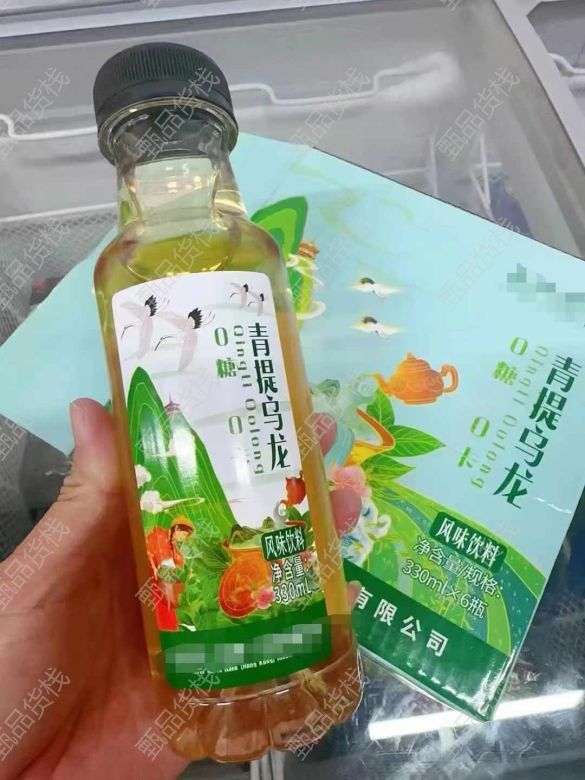 青提乌龙
Qingti Oolong
0糖 0
风味饮料
净含量:
330mL
青提乌龙
Qingti Oolong
0糖 0卡
风味饮料
净含量/规格:
330ml×6瓶
有限公司
甄品货栈